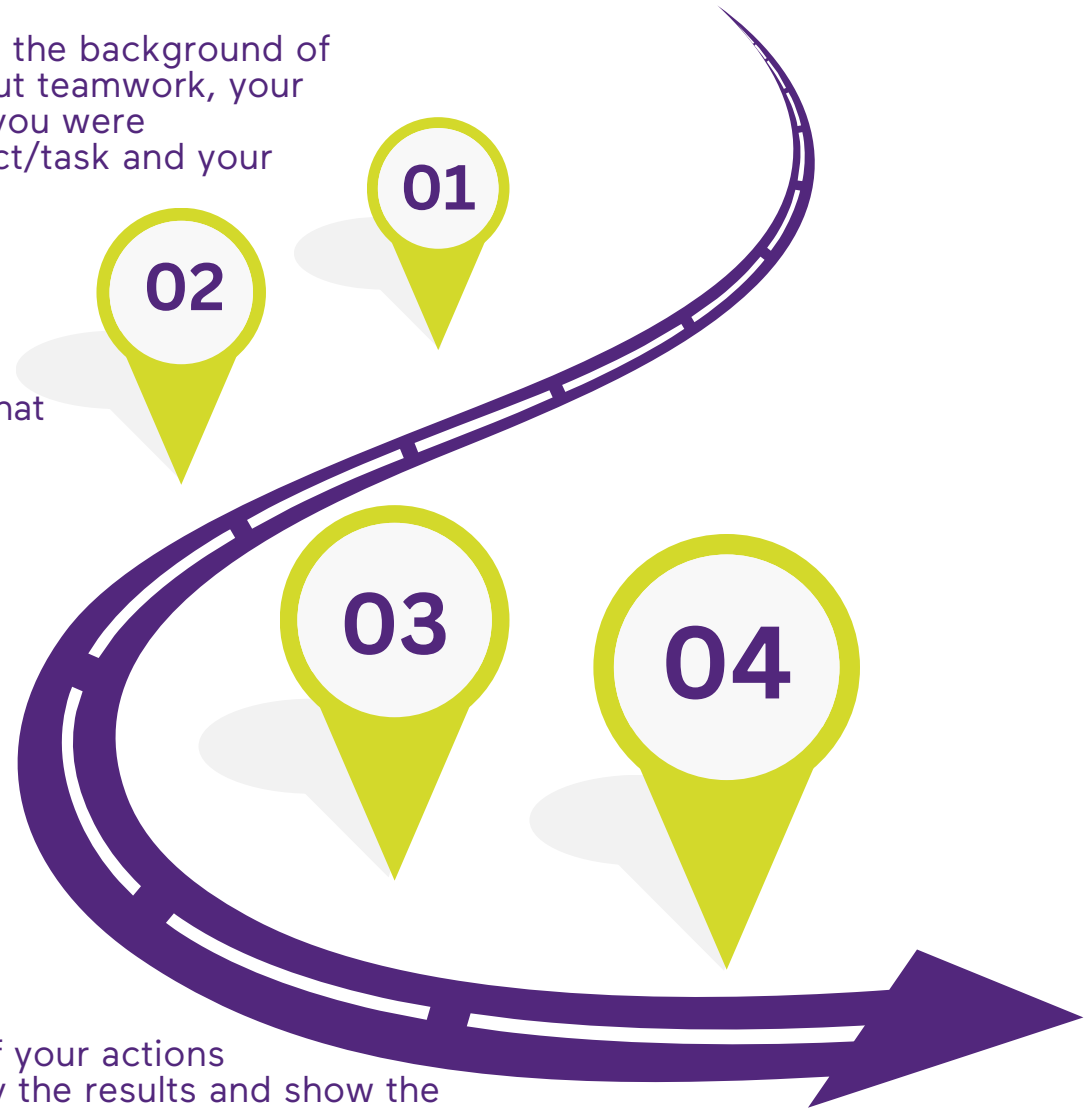 the background of
ut teamwork, your
you were
ct/task and your
01
02
hat
03
04
f your actions
y the results and show the